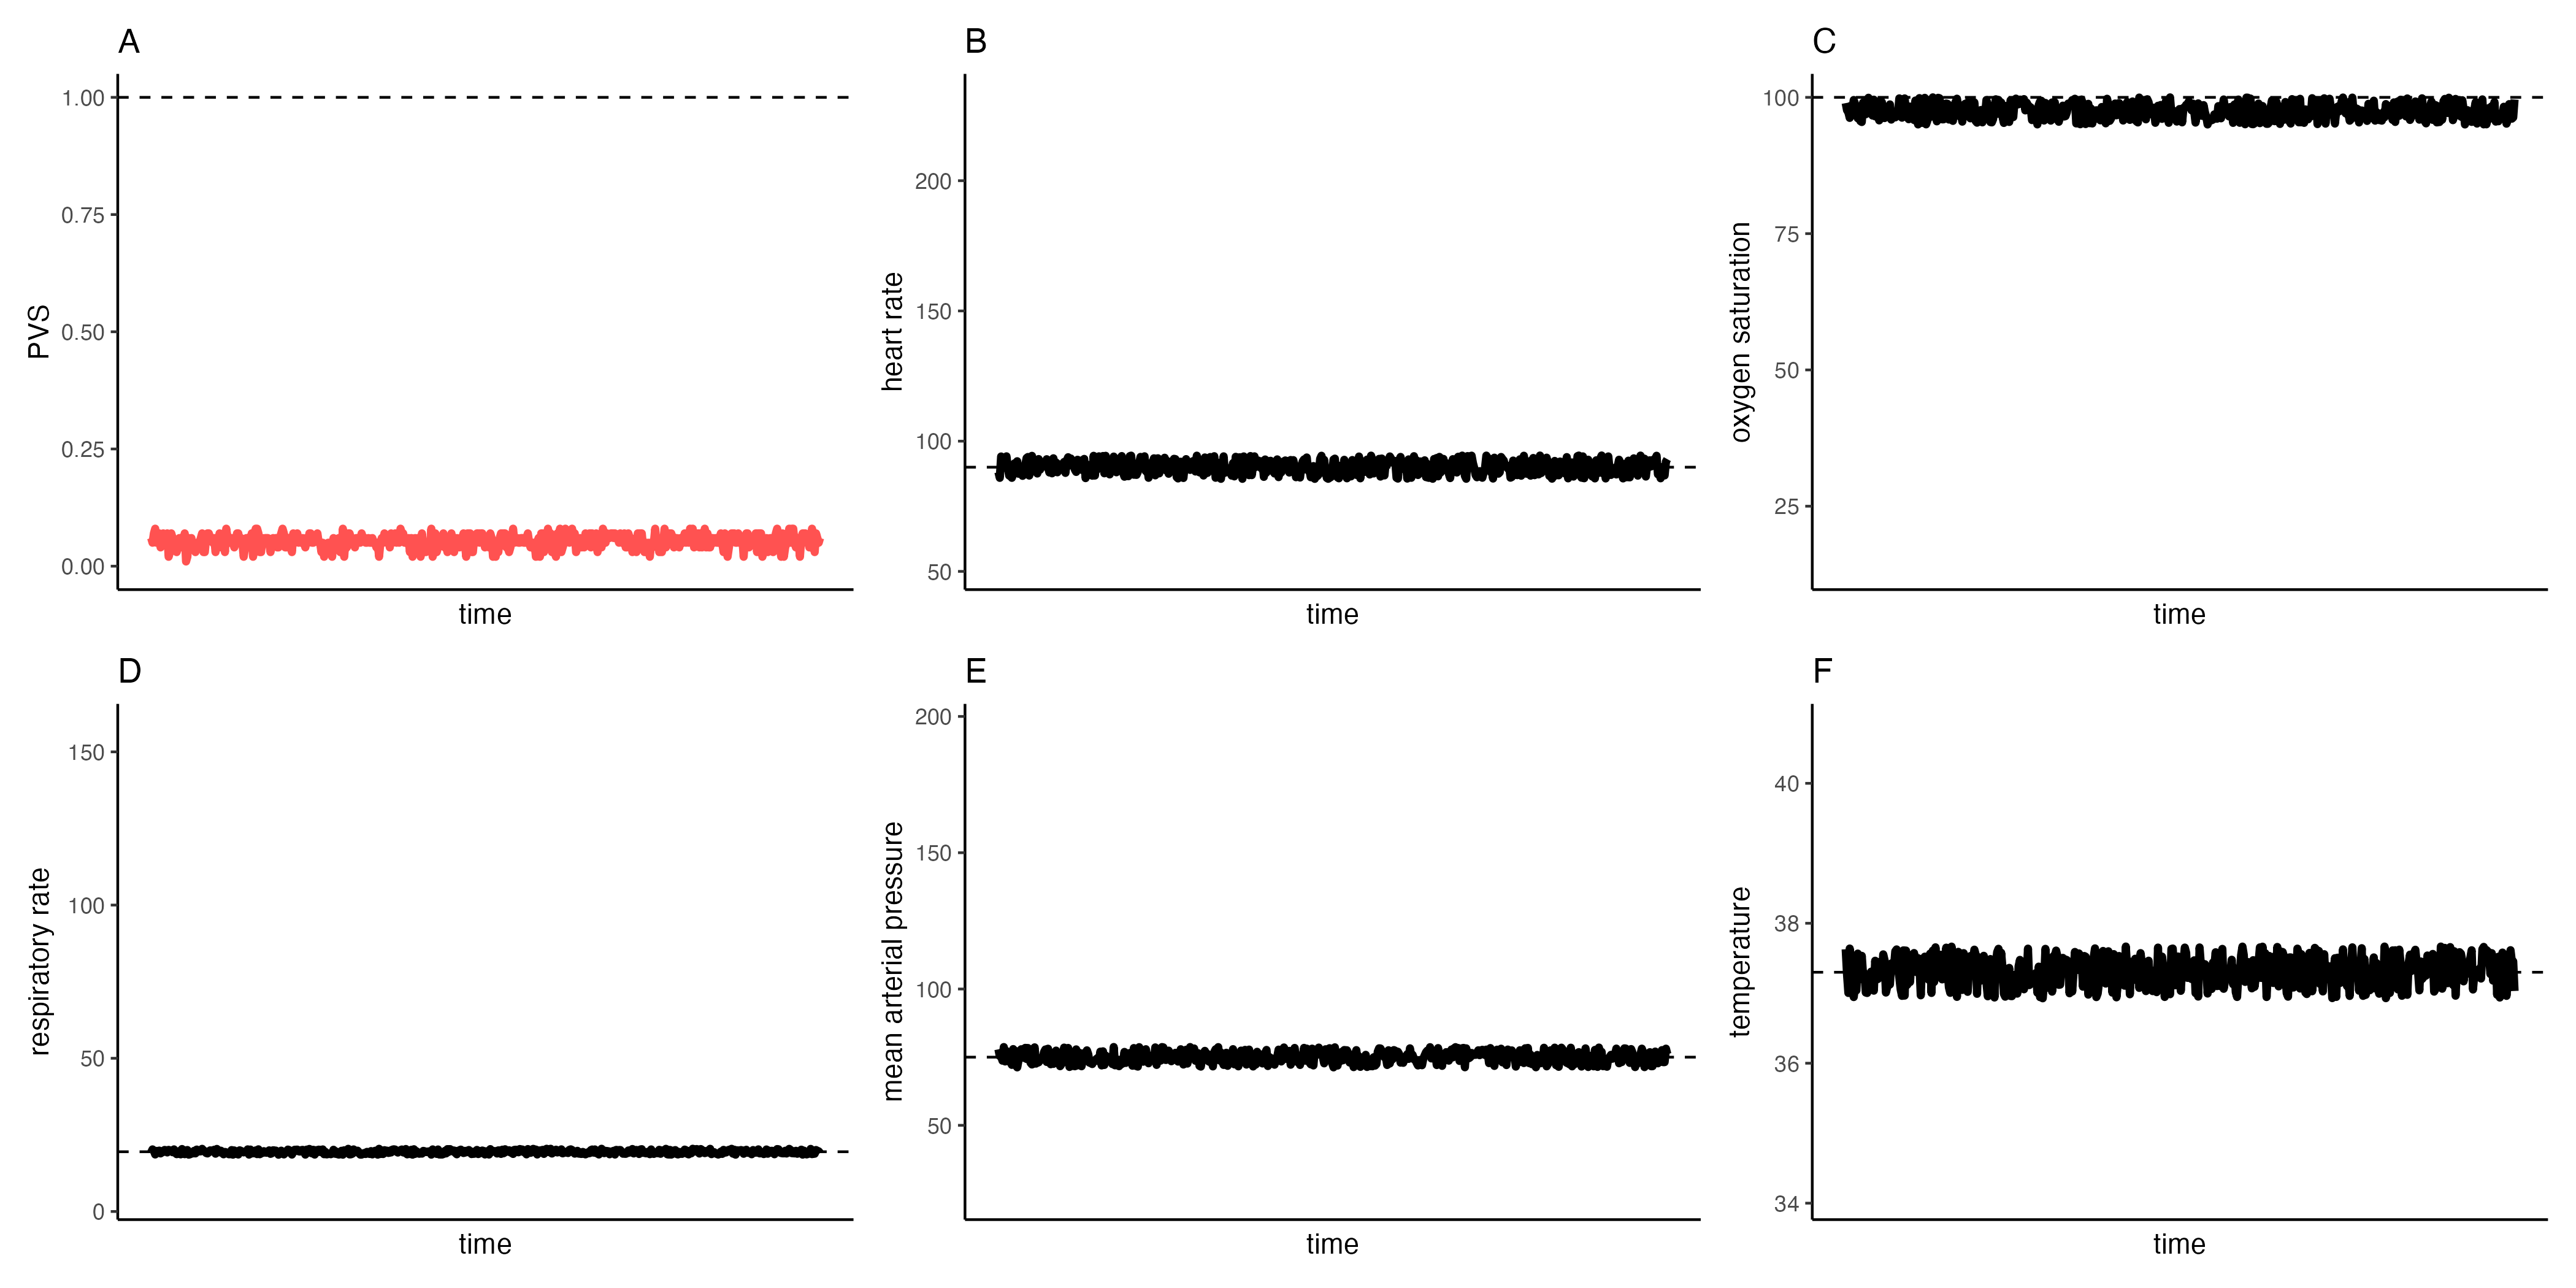 A
1.00
0.75
0.50
0.25
0.00
PVS
time
B
200
150
100
50
heart rate
time
C
100
75
50
25
oxygen saturation
time
D
150
100
50
0
respiratory rate
time
E
200
150
100
50
mean arterial pressure
time
F
40
38
36
34
temperature
time